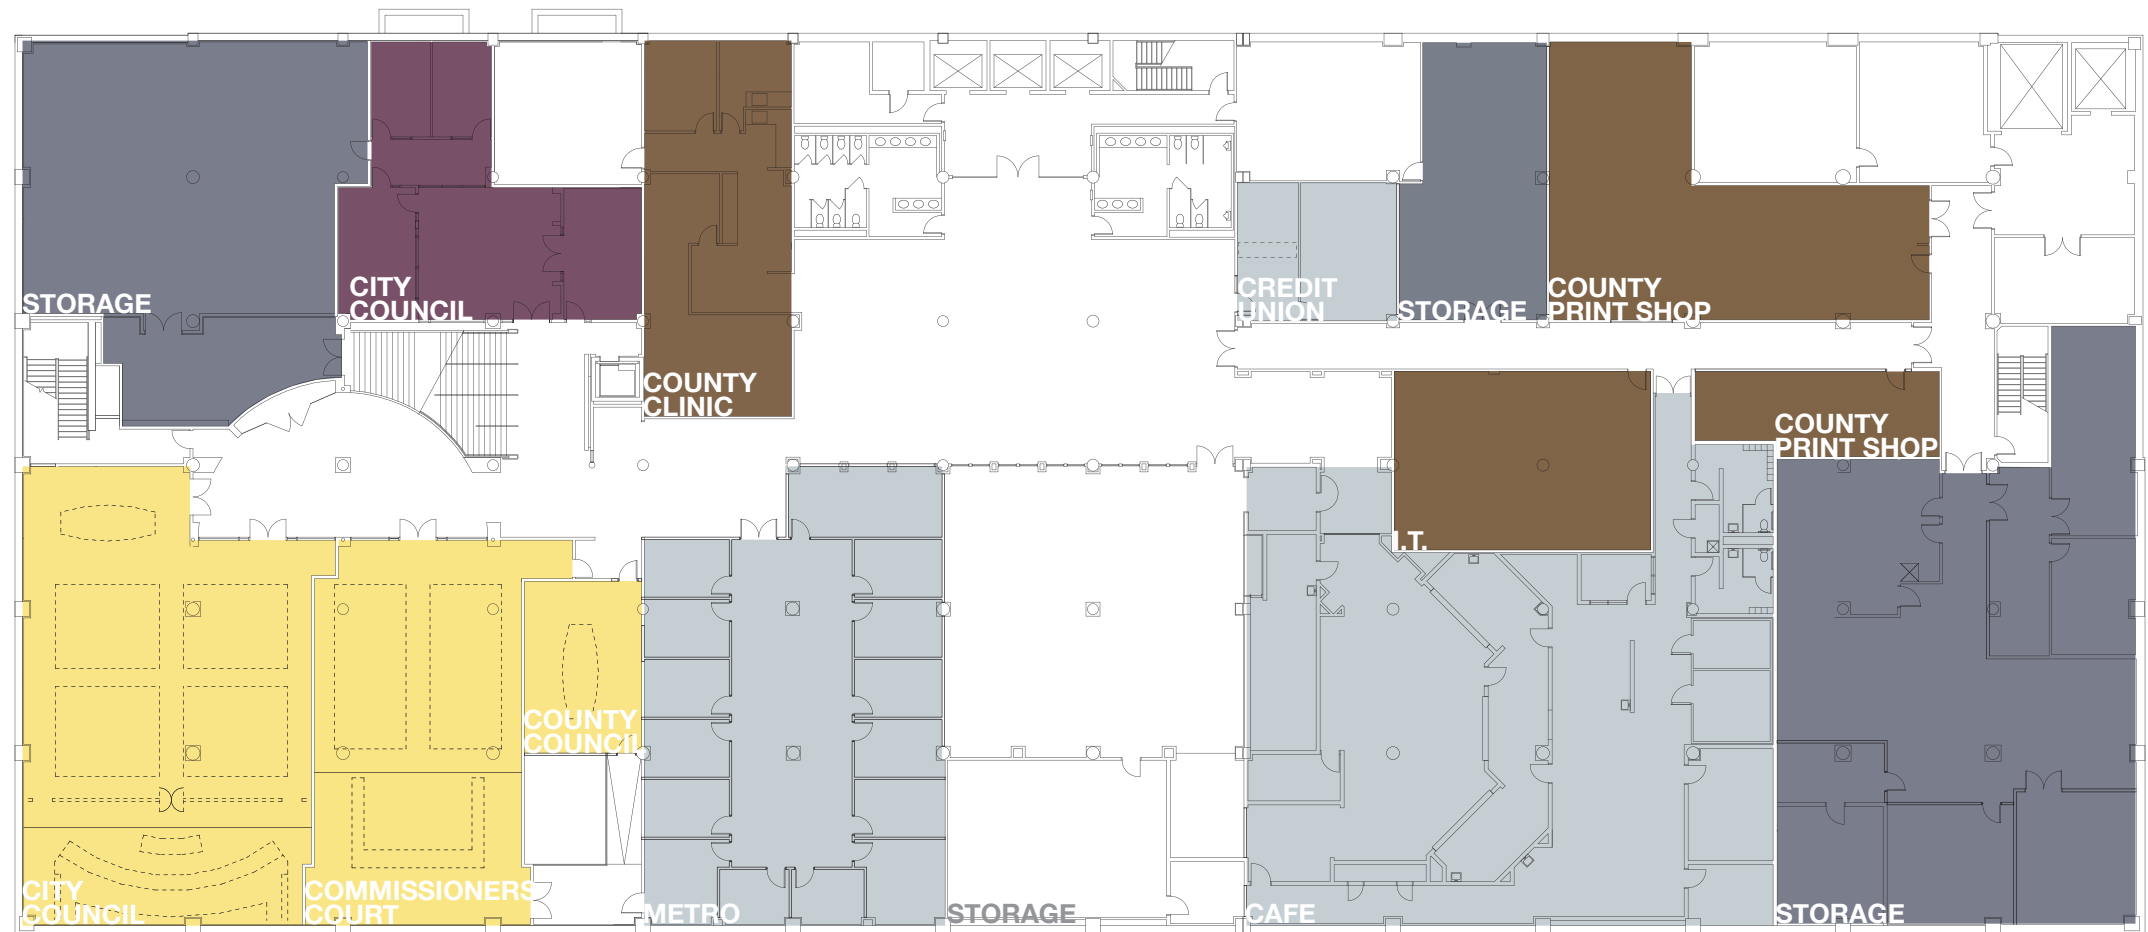 STORAGE
CITY
COUNCIL
COUNTY
CLINIC
CREDIT
UNION
STORAGE
COUNTY
PRINT SHOP
COUNTY
PRINT SHOP
I.T.
COUNTY
COUNCIL
CITY
COUNCIL
COMMISSIONERS
COURT
METRO
STORAGE
CAFE
STORAGE